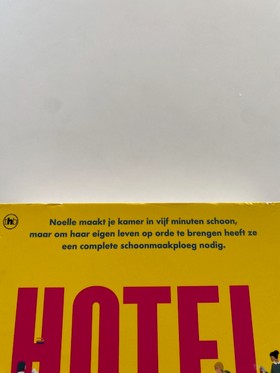 hb
Noelle maakt je kamer in vijf minuten schoon,
maar om haar eigen leven op orde te brengen heeft ze
een complete schoonmaakploeg nodig.
HOTEL